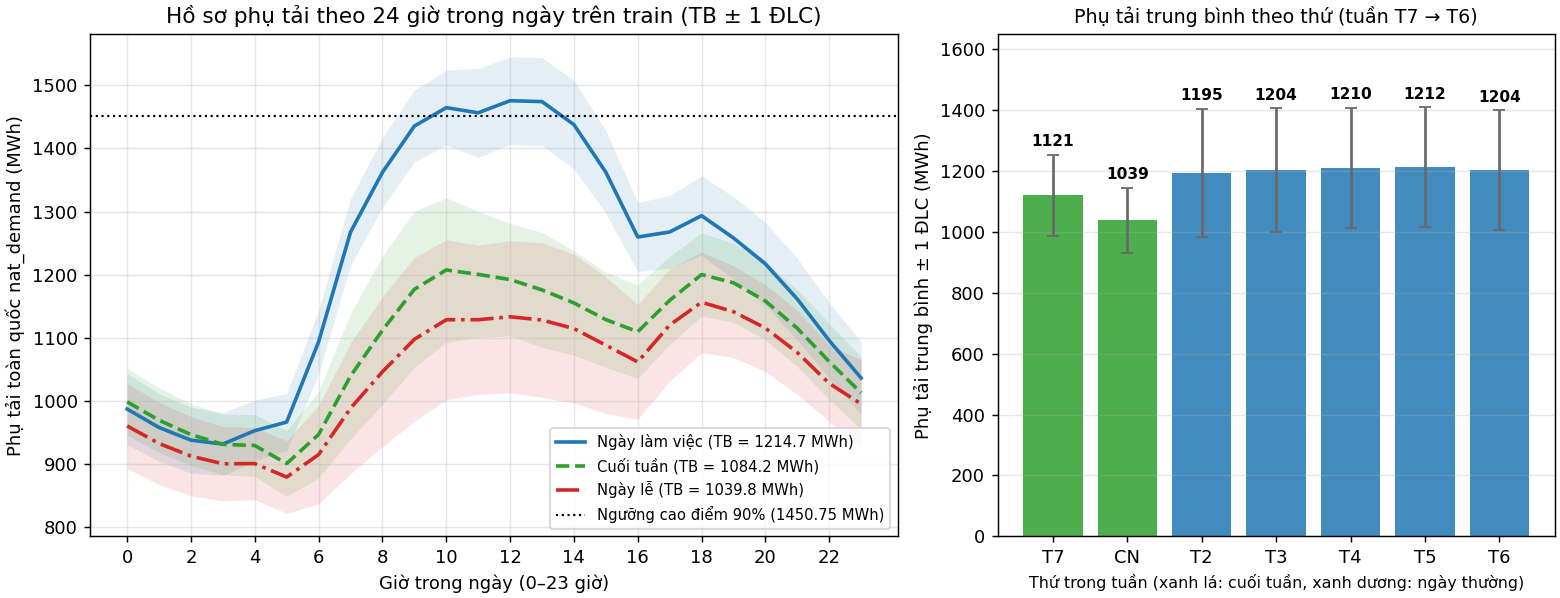 Hồ sơ phụ tải theo 24 giờ trong ngày trên train (TB ± 1 ĐLC)
Phụ tải toàn quốc nat_demand (MWh)
1500
1400
1300
1200
1100
1000
900
800
0 2 4 6 8 10 12 14 16 18 20 22
Giờ trong ngày (0–23 giờ)
Ngày làm việc (TB = 1214.7 MWh)
Cuối tuần (TB = 1084.2 MWh)
Ngày lễ (TB = 1039.8 MWh)
Ngưỡng cao điểm 90% (1450.75 MWh)
Phụ tải trung bình theo thứ (tuần T7 → T6)
Phụ tải trung bình ± 1 ĐLC (MWh)
1600
1400
1200
1000
800
600
400
200
0
1121 1039 1195 1204 1210 1212 1204
T7 CN T2 T3 T4 T5 T6
Thứ trong tuần (xanh lá: cuối tuần, xanh dương: ngày thường)